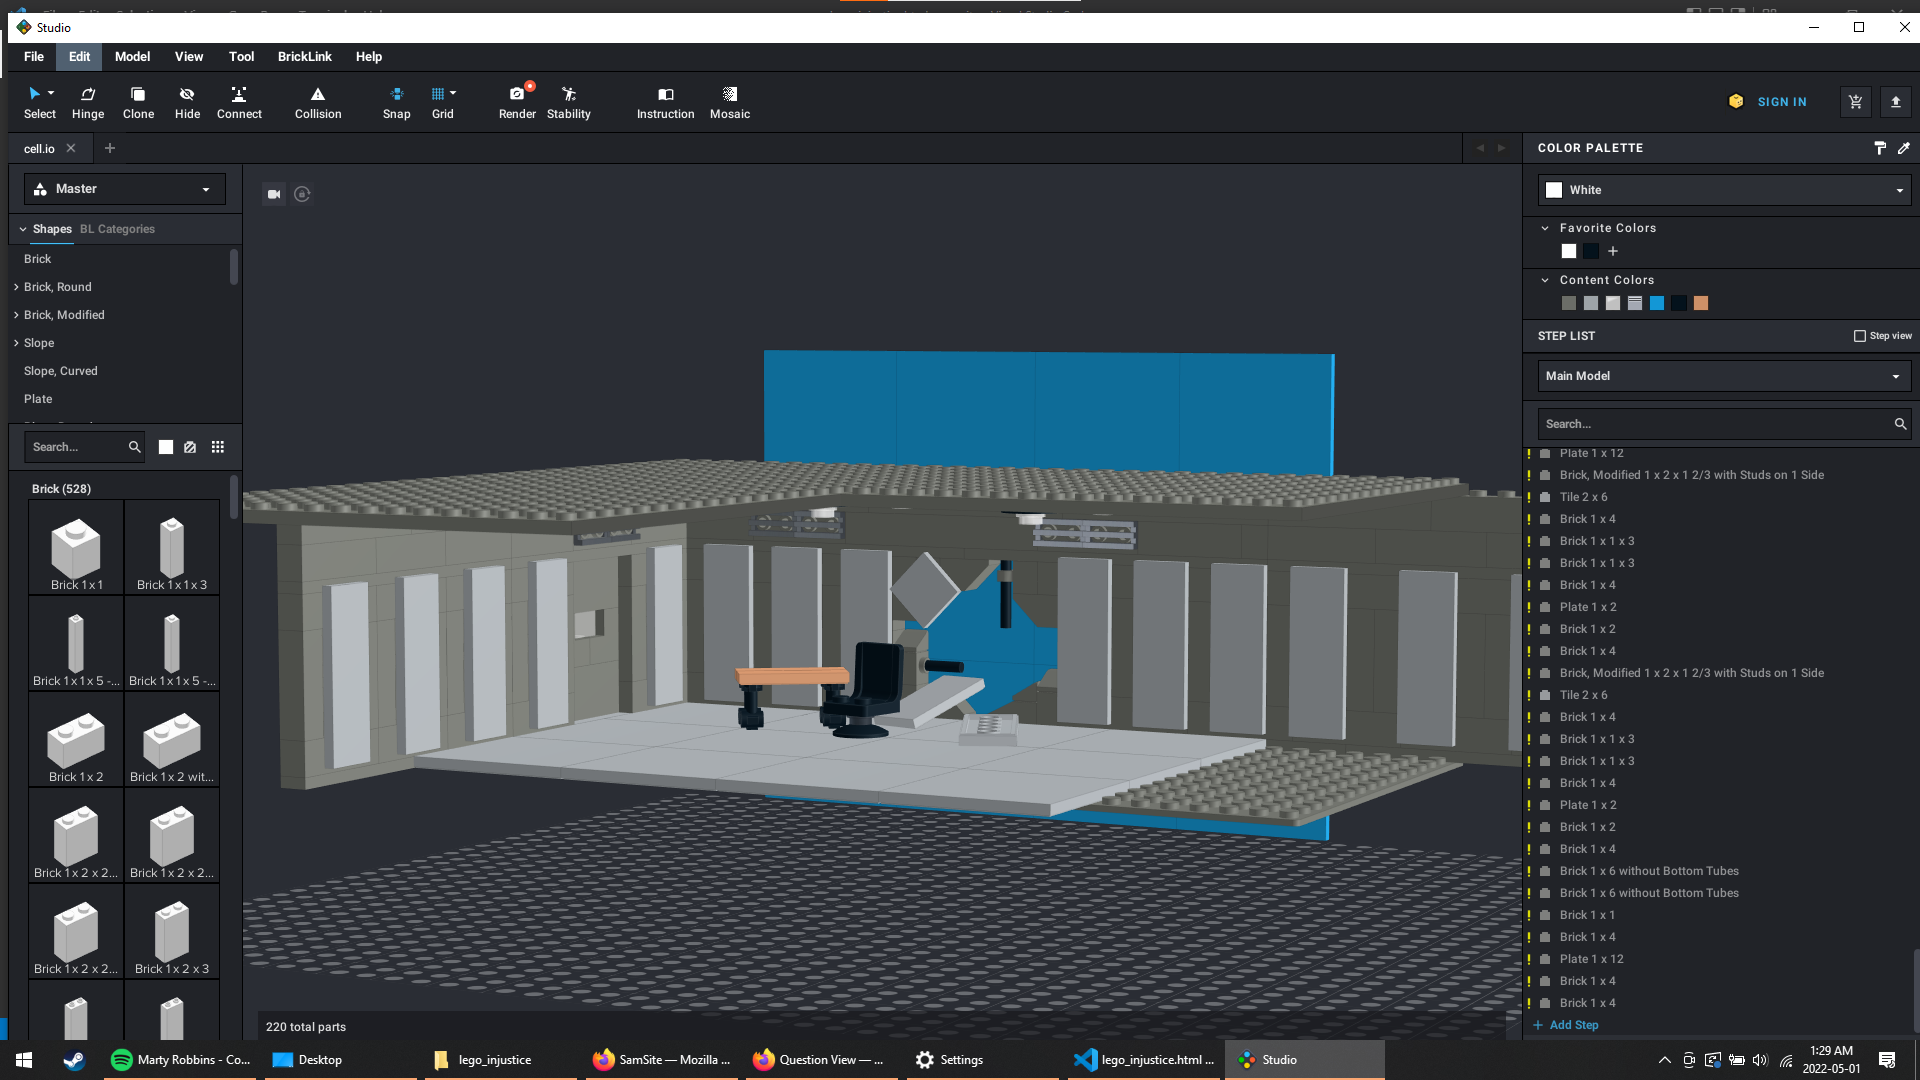 Studio
File Edit Model View Tool BrickLink Help
Select Hinge Clone Hide Connect Collision Snap Grid Render Stability Instruction Mosaic
SIGN IN
cell.io
Master
Shapes BL Categories
Brick
Brick, Round
Brick, Modified
Slope
Slope, Curved
Plate
Search...
Brick (528)
Brick 1 x 1
Brick 1 x 1 x 3
Brick 1 x 1 x 5 -...
Brick 1 x 1 x 5 -...
Brick 1 x 2
Brick 1 x 2 wit...
Brick 1 x 2 x 2...
Brick 1 x 2 x 2...
Brick 1 x 2 x 2...
Brick 1 x 2 x 3
220 total parts
COLOR PALETTE
White
Favorite Colors
Content Colors
STEP LIST
Step view
Main Model
Search...
Plate 1 x 12
Brick, Modified 1 x 2 x 1 2/3 with Studs on 1 Side
Tile 2 x 6
Brick 1 x 4
Brick 1 x 1 x 3
Brick 1 x 1 x 3
Brick 1 x 4
Plate 1 x 2
Brick 1 x 2
Brick 1 x 4
Brick, Modified 1 x 2 x 1 2/3 with Studs on 1 Side
Tile 2 x 6
Brick 1 x 4
Brick 1 x 1 x 3
Brick 1 x 1 x 3
Brick 1 x 4
Plate 1 x 2
Brick 1 x 2
Brick 1 x 4
Brick 1 x 6 without Bottom Tubes
Brick 1 x 6 without Bottom Tubes
Brick 1 x 1
Brick 1 x 4
Plate 1 x 12
Brick 1 x 4
Brick 1 x 4
+ Add Step
Marty Robbins - Co...
Desktop
lego_injustice
SamSite — Mozilla ...
Question View — ...
Settings
lego_injustice.html ...
Studio
1:29 AM
2022-05-01